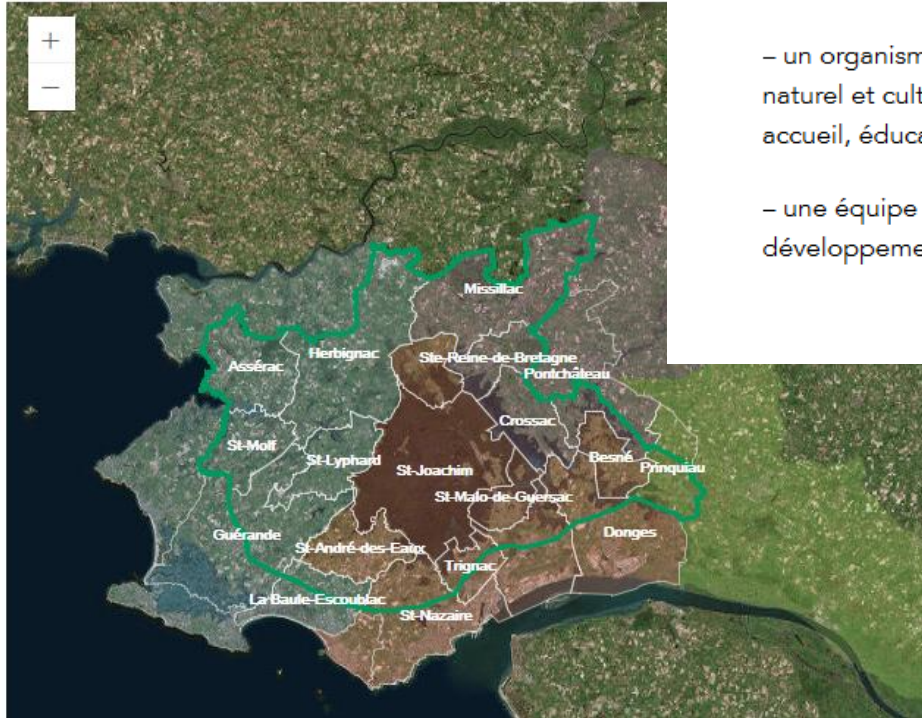 +
−
– un organism
naturel et cult
accueil, éduca
– une équipe
développeme
Missillac
Herbignac
Ste-Reine-de-Bretagne
Assérac
Pontchâteau
Crossac
St-Molf
St-Lyphard
Besné
St-Joachim
Prinquiau
St-Malo-de-Guersac
Guérande
Donges
St-André-des-Eaux
Trignac
La Baule-Escoublac
St-Nazaire